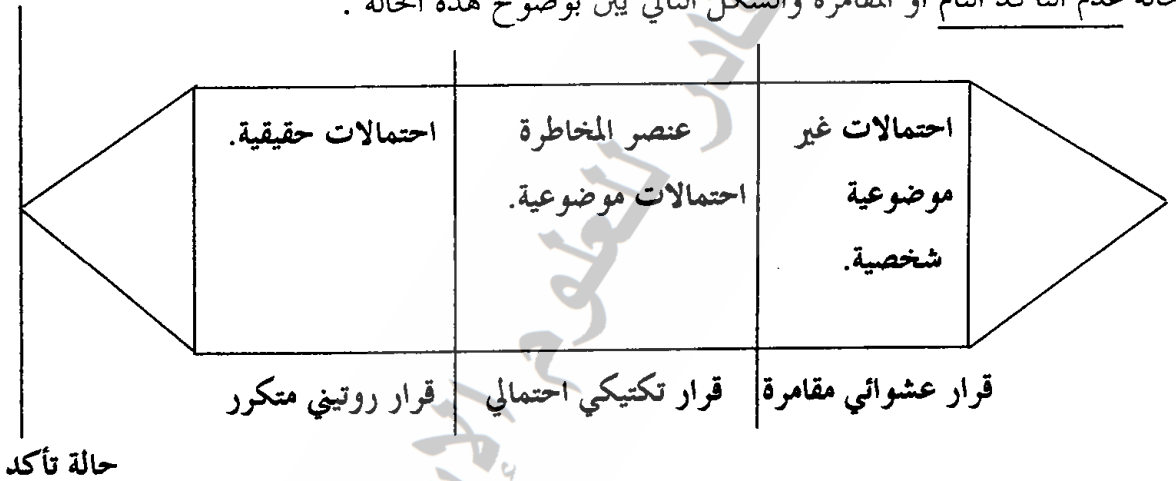 حالة عدم التأكد التام أو المقامرة والشكل التالي يبين بوضوح هذه الحالة .
احتمالات غير
موضوعية
شخصية.
عنصر المخاطرة
احتمالات موضوعية.
احتمالات حقيقية.
قرار عشوائي مقامرة
قرار تكتيكي احتمالي
قرار روتيني متكرر
حالة تأكد